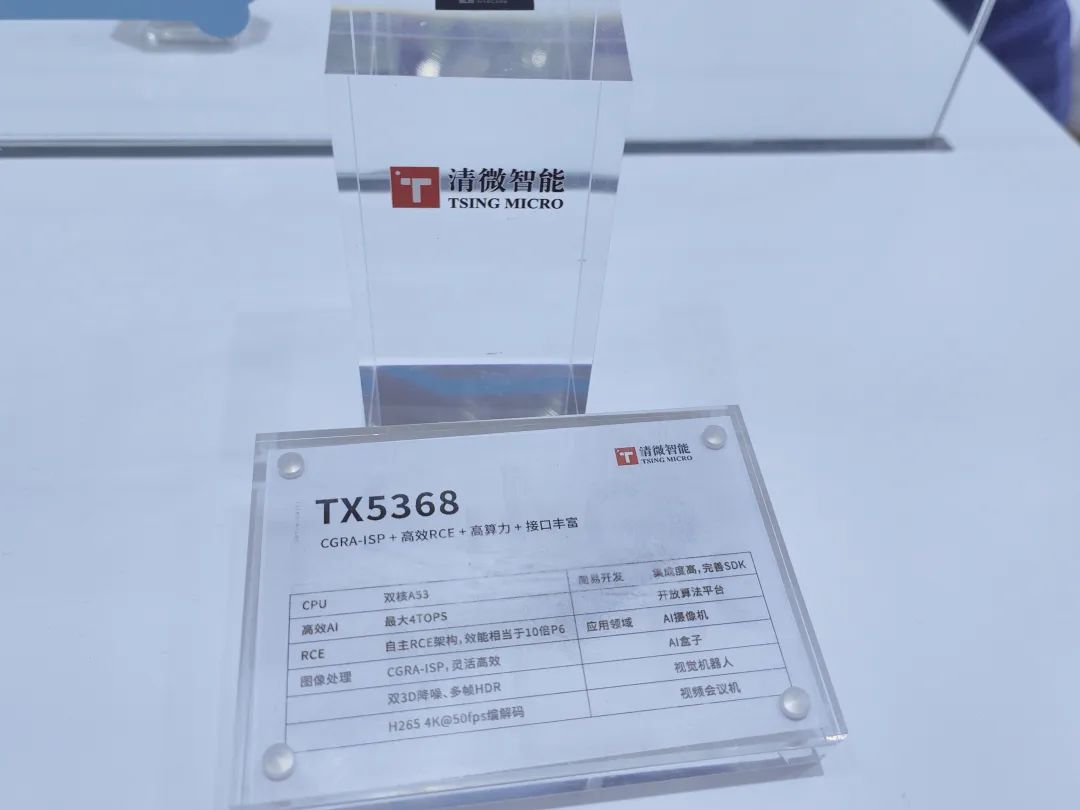 清微智能
TSING MICRO
清微智能
TSING MICRO
TX5368
CGRA-ISP + 高效RCE + 高算力 + 接口丰富
CPU 双核A53
高效AI 最大4TOPS
RCE 自主RCE架构,效能相当于10倍P6
图像处理 CGRA-ISP,灵活高效
双3D降噪、多帧HDR
H265 4K@50fps编解码
简易开发 集成度高,完善SDK
开放算法平台
应用领域 AI摄像机
AI盒子
视觉机器人
视频会议机